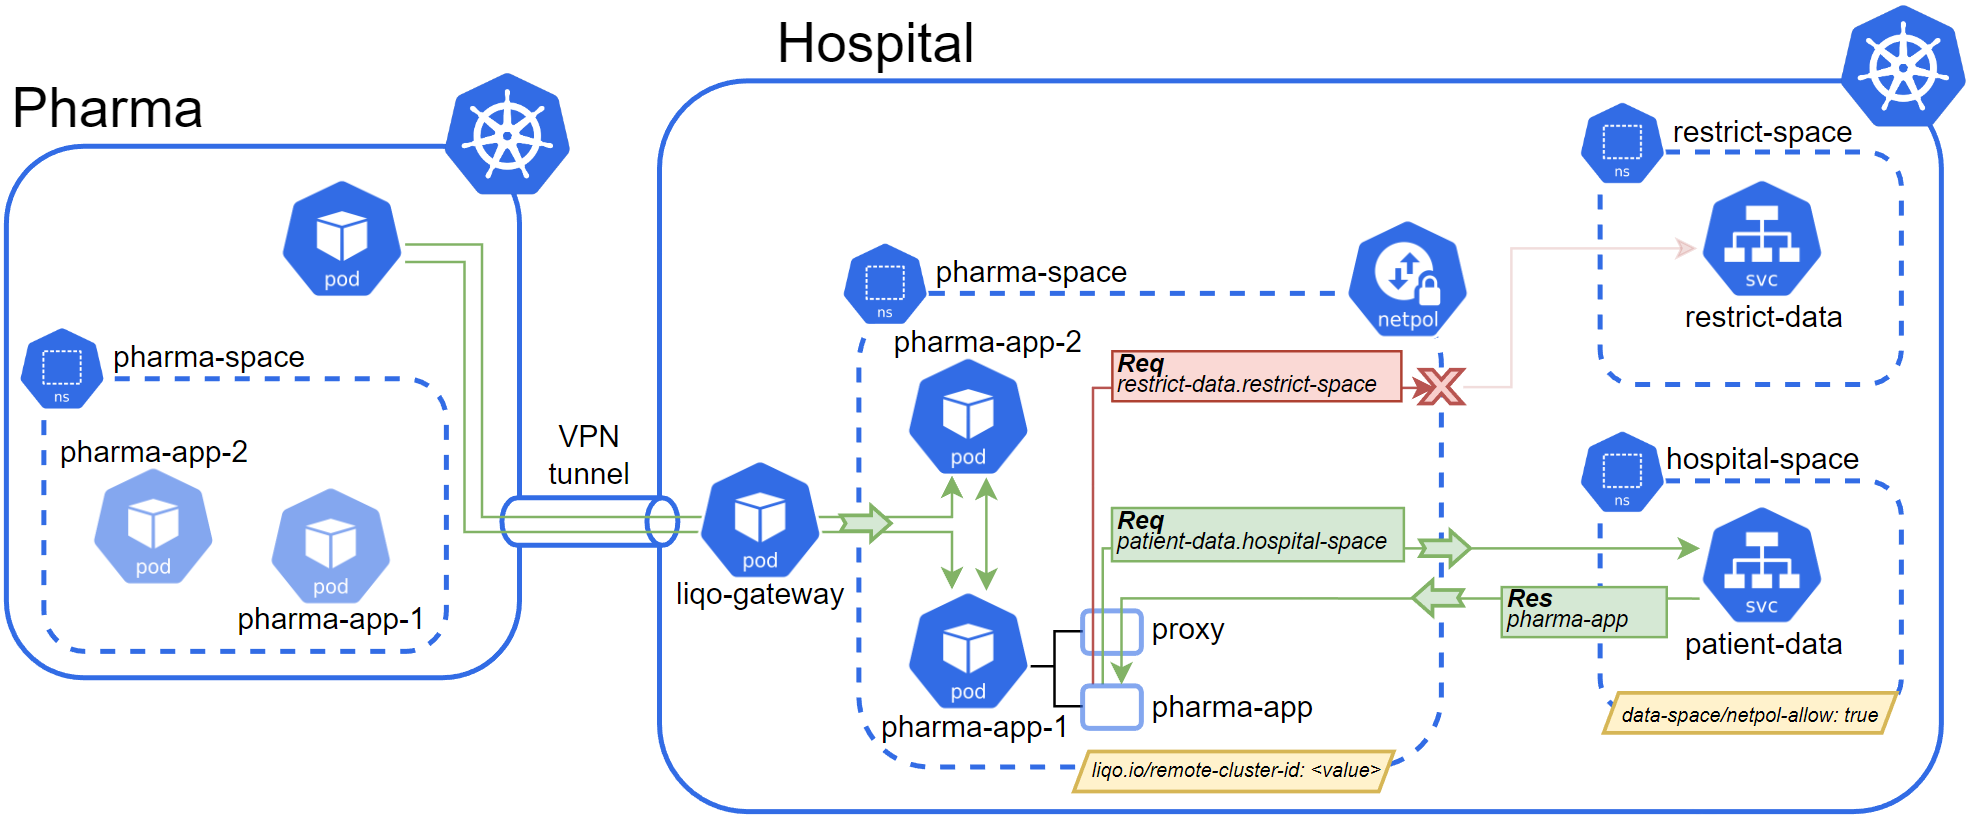 Hospital
Pharma
restrict-space
ns
svc
restrict-data
pod
pharma-space
ns
netpol
pharma-app-2
pharma-space
ns
Req
restrict-data.restrict-space
pod
VPN
tunnel
pharma-app-2
pod
pod
pharma-app-1
hospital-space
ns
Req
patient-data.hospital-space
pod
liqo-gateway
svc
patient-data
Res
pharma-app
proxy
pod
pharma-app-1
pharma-app
data-space/netpol-allow: true
liqo.io/remote-cluster-id: <value>